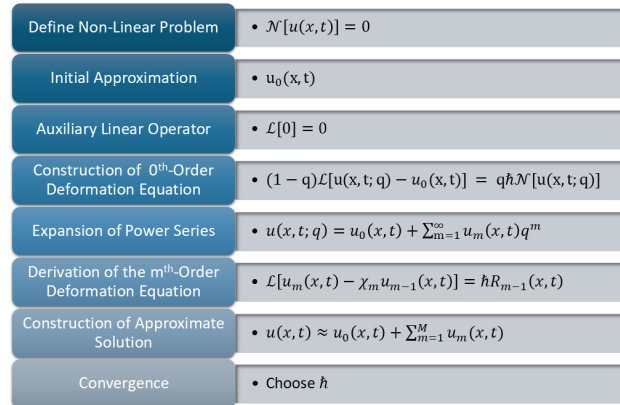 Define Non-Linear Problem
• 𝒩[u(x,t)] = 0
Initial Approximation
• u₀(x,t)
Auxiliary Linear Operator
• ℒ[0] = 0
Construction of 0ᵗʰ-Order
Deformation Equation
• (1 − q)ℒ[u(x,t;q) − u₀(x,t)] = qℏ𝒩[u(x,t;q)]
Expansion of Power Series
• u(x,t;q) = u₀(x,t) + ∑ₘ₌₁^∞ uₘ(x,t)qᵐ
Derivation of the mᵗʰ-Order
Deformation Equation
• ℒ[uₘ(x,t) − χₘuₘ₋₁(x,t)] = ℏRₘ₋₁(x,t)
Construction of Approximate
Solution
• u(x,t) ≈ u₀(x,t) + ∑ₘ₌₁^M uₘ(x,t)
Convergence
• Choose ℏ